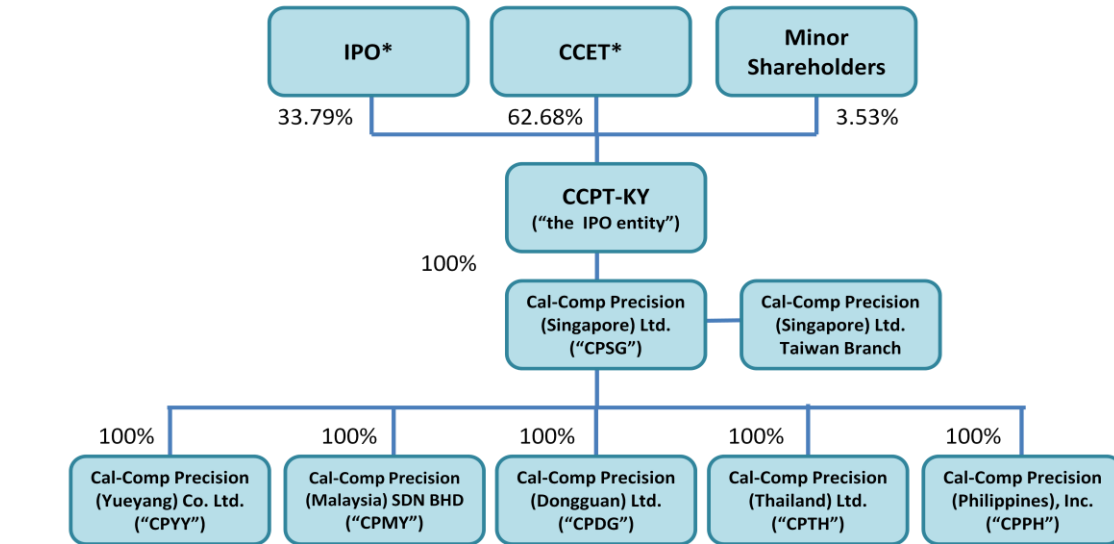 IPO*
CCET*
Minor
Shareholders
33.79%
62.68%
3.53%
CCPT-KY
(“the  IPO entity”)
100%
Cal-Comp Precision
(Singapore) Ltd.
(“CPSG”)
Cal-Comp Precision
(Singapore) Ltd.
Taiwan Branch
100%
100%
100%
100%
100%
Cal-Comp Precision
(Yueyang) Co. Ltd.
(“CPYY”)
Cal-Comp Precision
(Malaysia) SDN BHD
(“CPMY”)
Cal-Comp Precision
(Dongguan) Ltd.
(“CPDG”)
Cal-Comp Precision
(Thailand) Ltd.
(“CPTH”)
Cal-Comp Precision
(Philippines), Inc.
(“CPPH”)